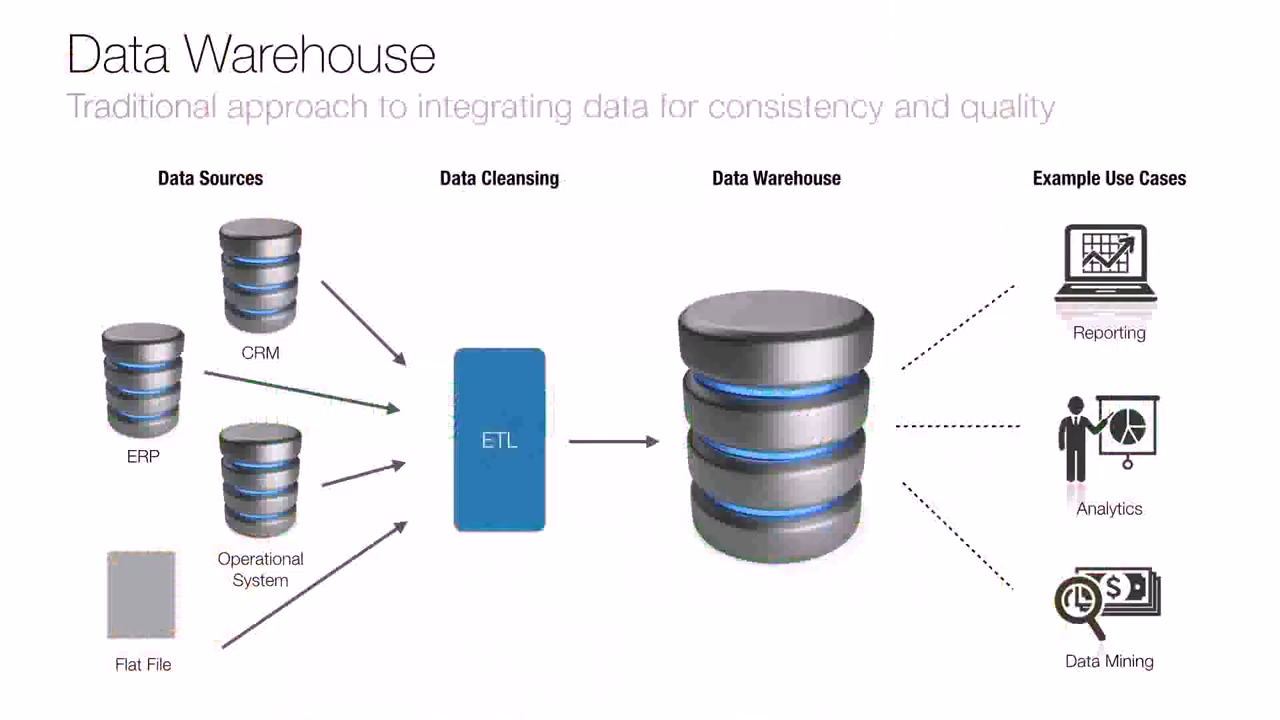 Data Warehouse
Traditional approach to integrating data for consistency and quality
Data Sources
Data Cleansing
Data Warehouse
Example Use Cases
CRM
ERP
Operational
System
Flat File
ETL
Reporting
Analytics
$
Data Mining